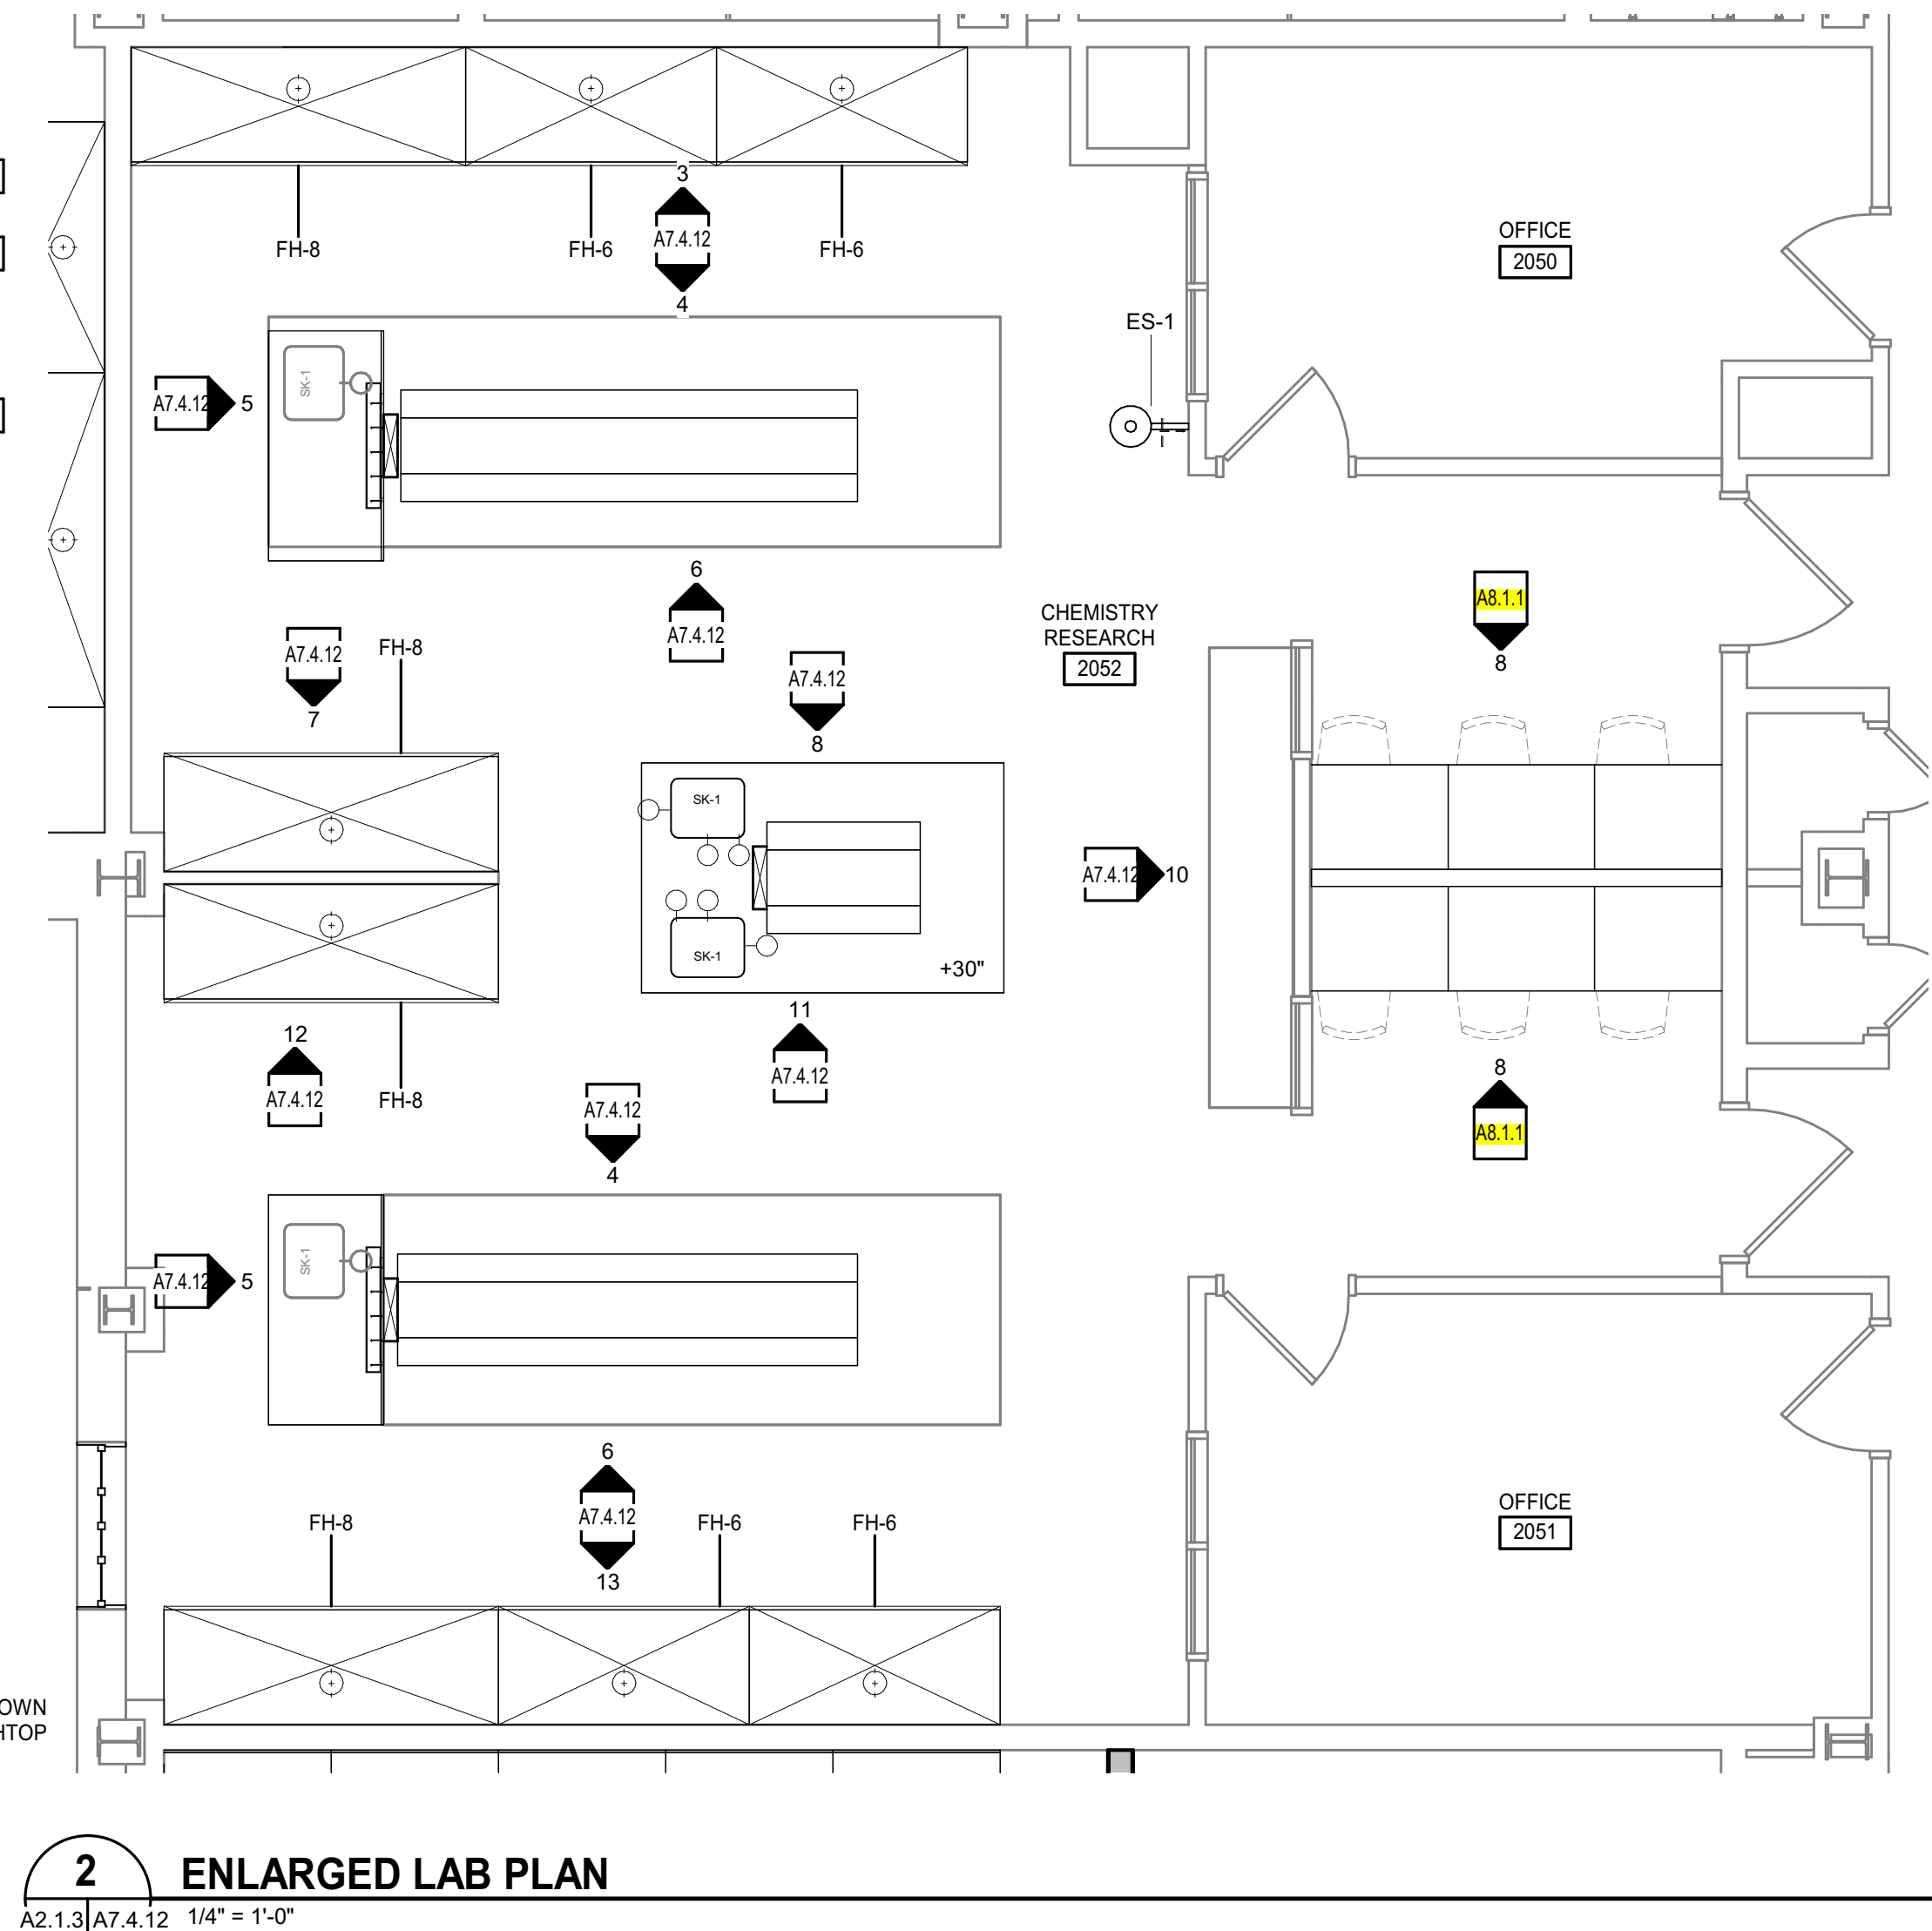 3
A7.4.12
4
FH-8
FH-6
FH-6
OFFICE
2050
ES-1
SK-1
A7.4.12
5
6
A7.4.12
A8.1.1
8
CHEMISTRY
RESEARCH
2052
A7.4.12
7
FH-8
A7.4.12
8
SK-1
A7.4.12
10
SK-1
+30"
11
A7.4.12
12
A7.4.12
FH-8
8
A8.1.1
A7.4.12
4
SK-1
A7.4.12
5
6
A7.4.12
13
FH-8
FH-6
FH-6
OFFICE
2051
OWN
HTOP
2
ENLARGED LAB PLAN
A2.1.3
A7.4.12
1/4" = 1'-0"